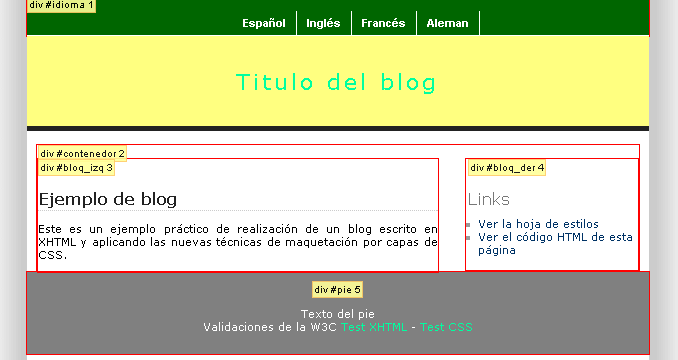 div #idioma 1
Español Inglés Francés Aleman
Titulo del blog
div #contenedor 2
div #bloq_izq 3
Ejemplo de blog
Este es un ejemplo práctico de realización de un blog escrito en
XHTML y aplicando las nuevas técnicas de maquetación por capas de
CSS.
div #bloq_der 4
Links
Ver la hoja de estilos
Ver el código HTML de esta
página
div #pie 5
Texto del pie
Validaciones de la W3C Test XHTML - Test CSS